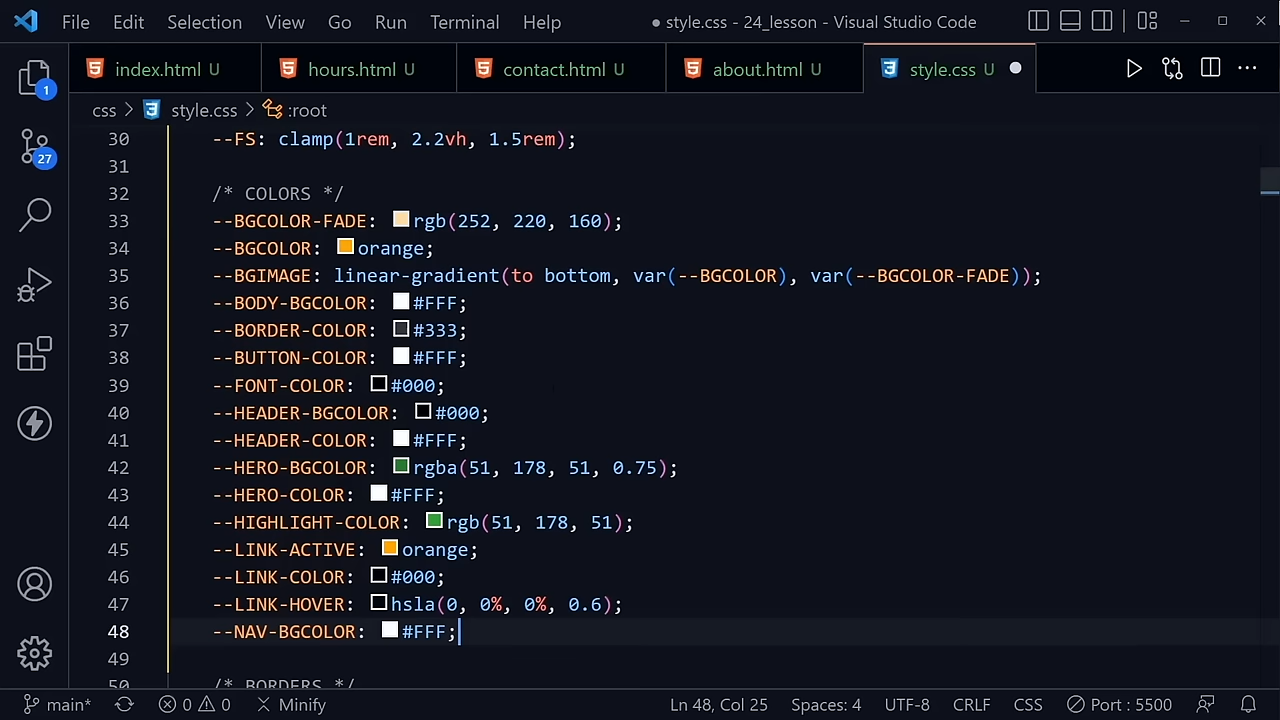 File Edit Selection View Go Run Terminal Help ● style.css - 24_lesson - Visual Studio Code
index.html U hours.html U contact.html U about.html U style.css U
css > style.css > :root
1
27
30 --FS: clamp(1rem, 2.2vh, 1.5rem);
31
32 /* COLORS */
33 --BGCOLOR-FADE: rgb(252, 220, 160);
34 --BGCOLOR: orange;
35 --BGIMAGE: linear-gradient(to bottom, var(--BGCOLOR), var(--BGCOLOR-FADE));
36 --BODY-BGCOLOR: #FFF;
37 --BORDER-COLOR: #333;
38 --BUTTON-COLOR: #FFF;
39 --FONT-COLOR: #000;
40 --HEADER-BGCOLOR: #000;
41 --HEADER-COLOR: #FFF;
42 --HERO-BGCOLOR: rgba(51, 178, 51, 0.75);
43 --HERO-COLOR: #FFF;
44 --HIGHLIGHT-COLOR: rgb(51, 178, 51);
45 --LINK-ACTIVE: orange;
46 --LINK-COLOR: #000;
47 --LINK-HOVER: hsla(0, 0%, 0%, 0.6);
48 --NAV-BGCOLOR: #FFF;
49
50 /* BORDERS */
main* 0 0 Minify Ln 48, Col 25 Spaces: 4 UTF-8 CRLF CSS Port : 5500